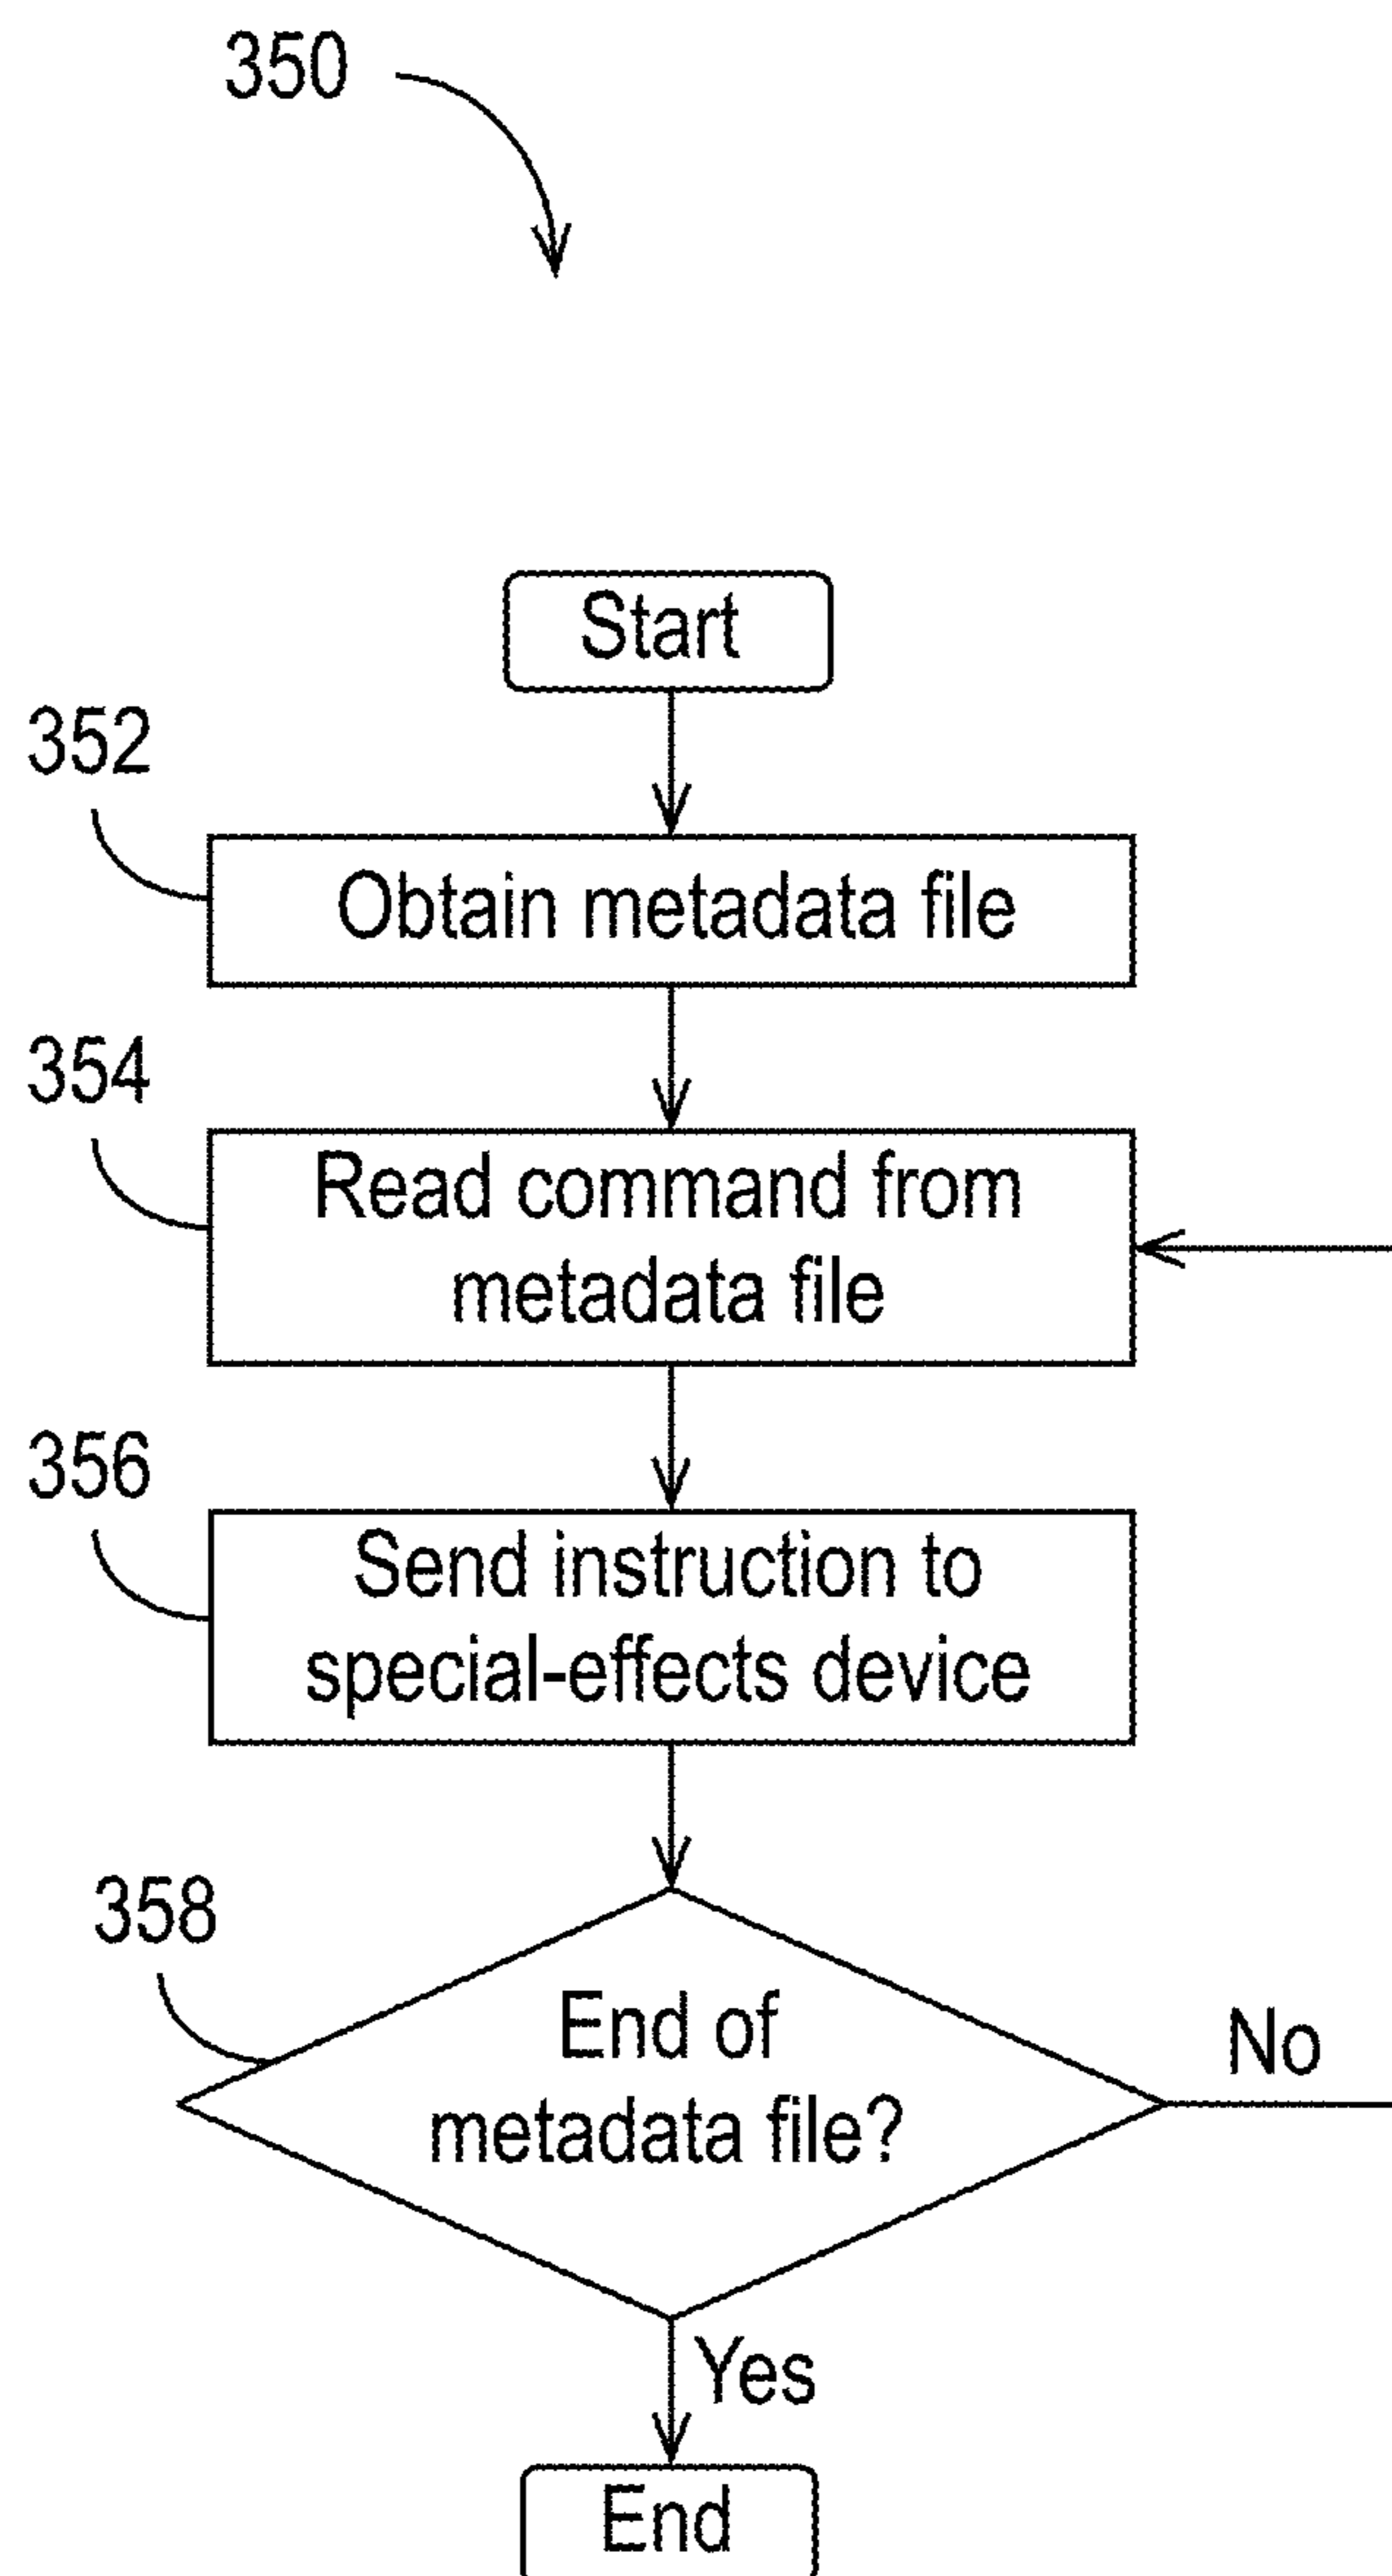 350
Start
352
Obtain metadata file
354
Read command from
metadata file
356
Send instruction to
special-effects device
358
End of
metadata file?
No
Yes
End